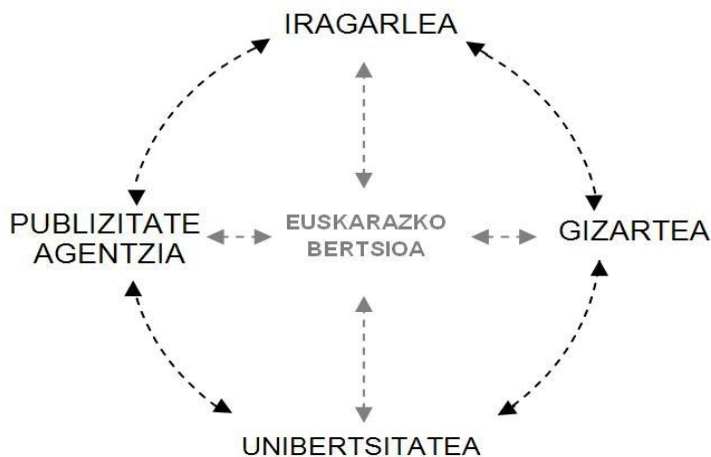 IRAGARLEA
PUBLIZITATE
AGENTZIA
EUSKARAZKO
BERTSIOA
GIZARTEA
UNIBERTSITATEA